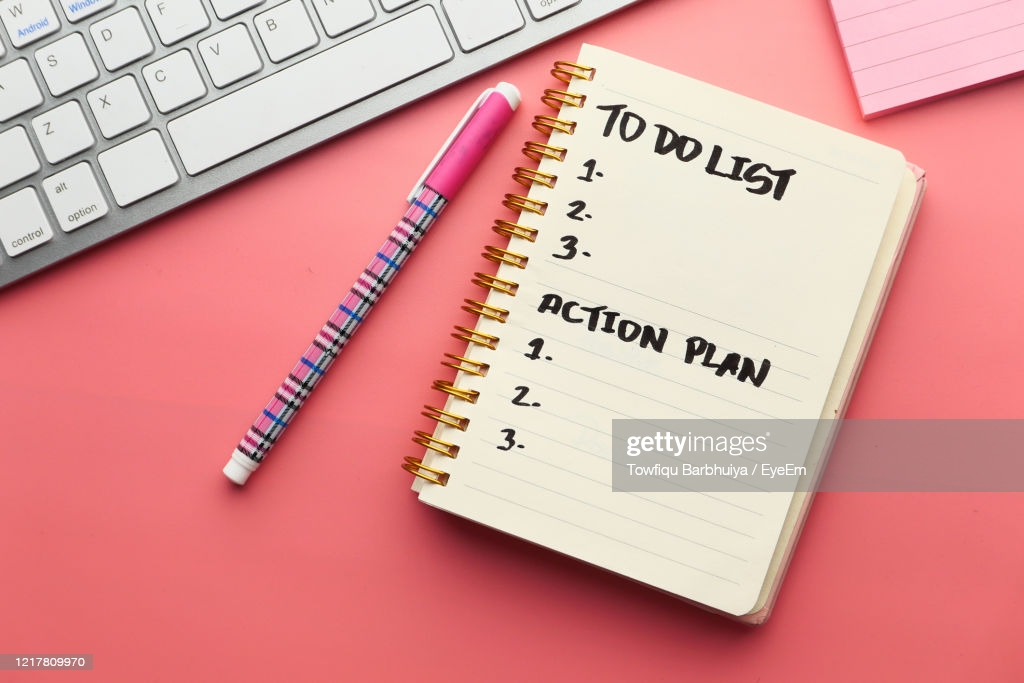 W
Android
Windows
D
F
S
C
V
B
A
X
Z
alt
option
control
option
TO DO LIST
1.
2.
3.
ACTION PLAN
1.
2.
3.
gettyimages®
Towfiqu Barbhuiya / EyeEm
1217809970